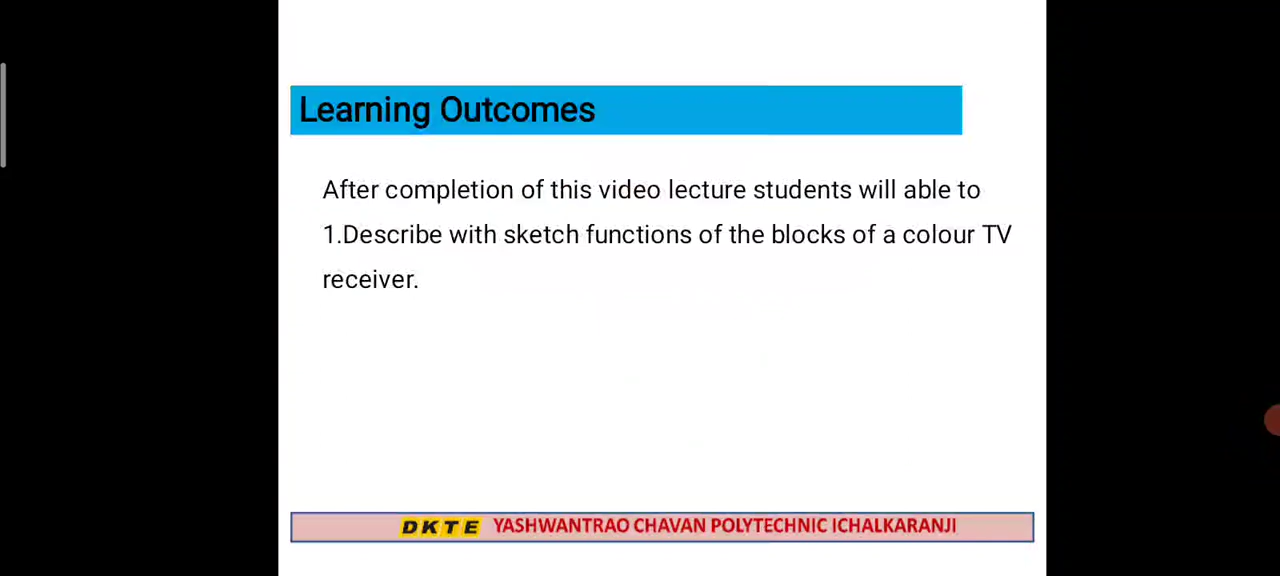 Learning Outcomes
After completion of this video lecture students will able to
1.Describe with sketch functions of the blocks of a colour TV
receiver.
DKTE YASHWANTRAO CHAVAN POLYTECHNIC ICHALKARANJI